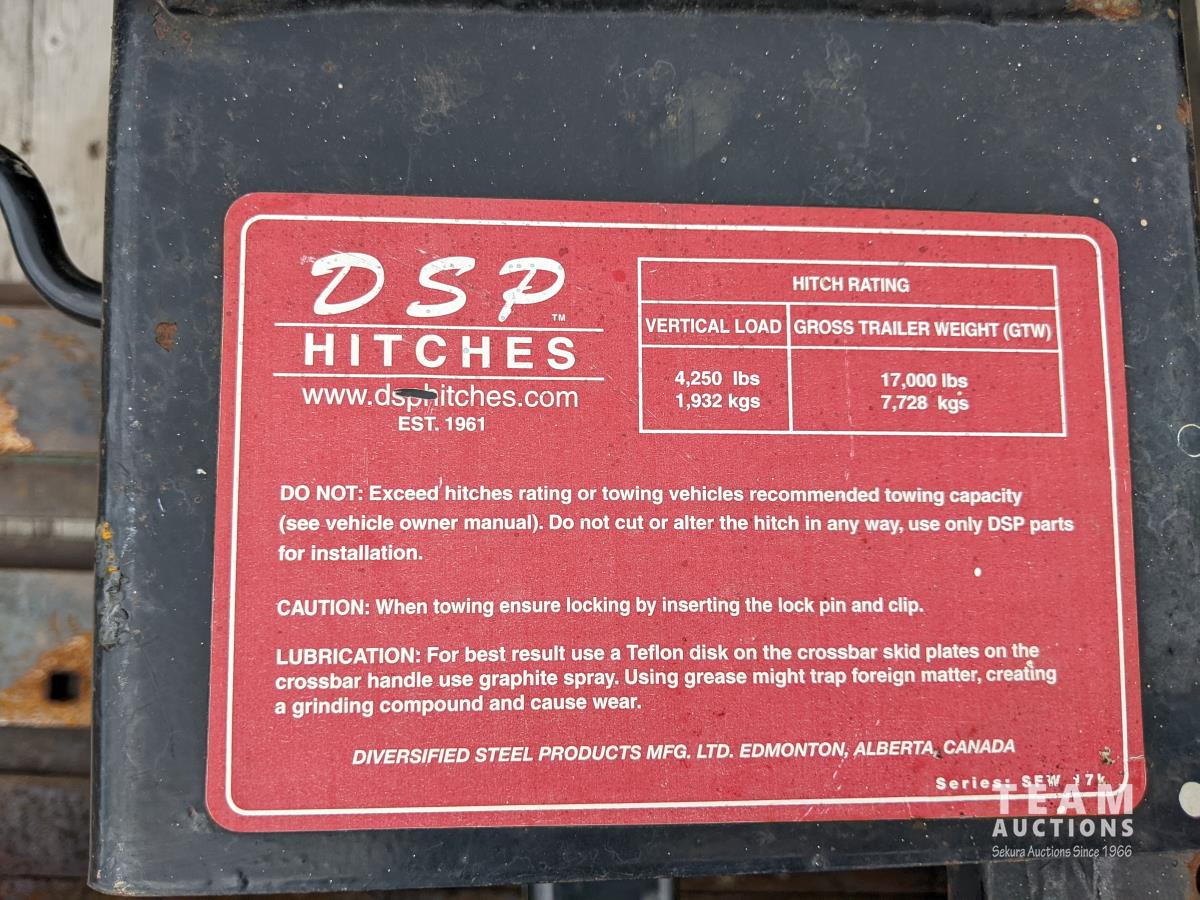 DSP
TM
HITCHES
www.dsphitches.com
EST. 1961
HITCH RATING
VERTICAL LOAD GROSS TRAILER WEIGHT (GTW)
4,250 lbs 17,000 lbs
1,932 kgs 7,728 kgs
DO NOT: Exceed hitches rating or towing vehicles recommended towing capacity
(see vehicle owner manual). Do not cut or alter the hitch in any way, use only DSP parts
for installation.
CAUTION: When towing ensure locking by inserting the lock pin and clip.
LUBRICATION: For best result use a Teflon disk on the crossbar skid plates on the
crossbar handle use graphite spray. Using grease might trap foreign matter, creating
a grinding compound and cause wear.
DIVERSIFIED STEEL PRODUCTS MFG. LTD. EDMONTON, ALBERTA, CANADA
Series: SEW 17k
TEAM
AUCTIONS
Sekura Auctions Since 1966